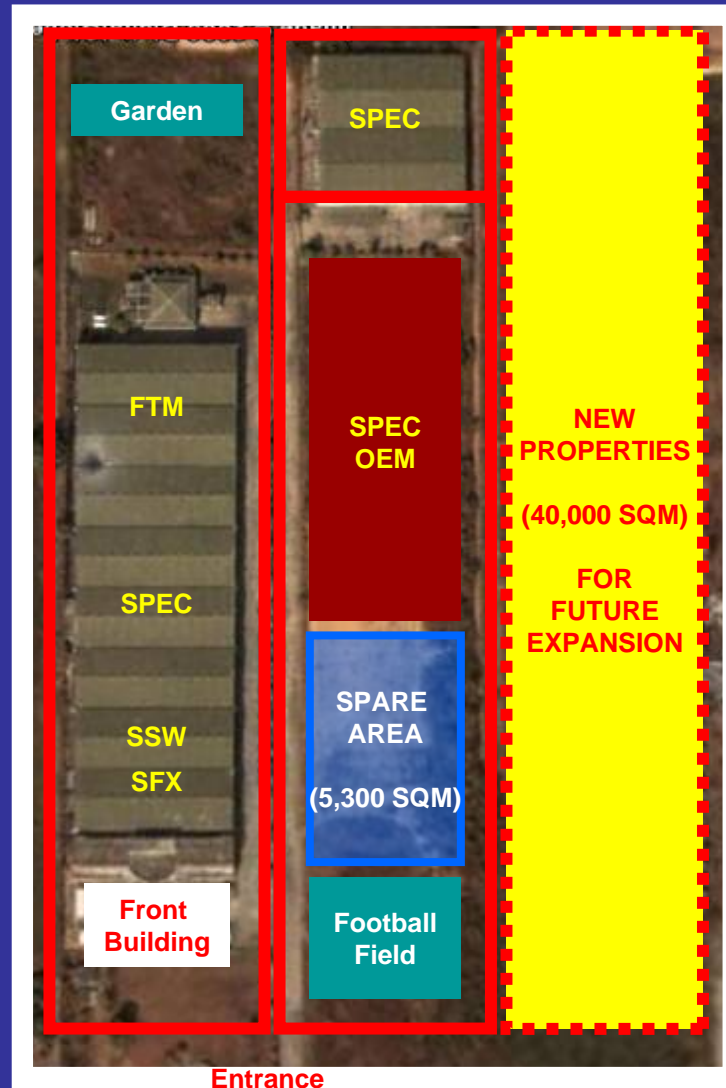 Garden
SPEC
FTM
SPEC
SSW
SFX
Front
Building
SPEC
OEM
SPARE
AREA
(5,300 SQM)
Football
Field
NEW
PROPERTIES
(40,000 SQM)
FOR
FUTURE
EXPANSION
Entrance